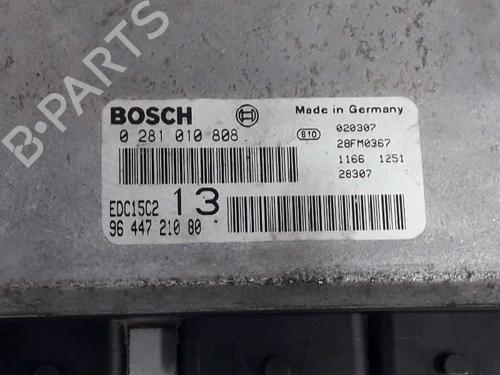 B-PARTS
BOSCH
Made in Germany
0 281 010 808
810
020307
28FM0367
1166 1251
28307
EDC15C2 13
96 447 210 80